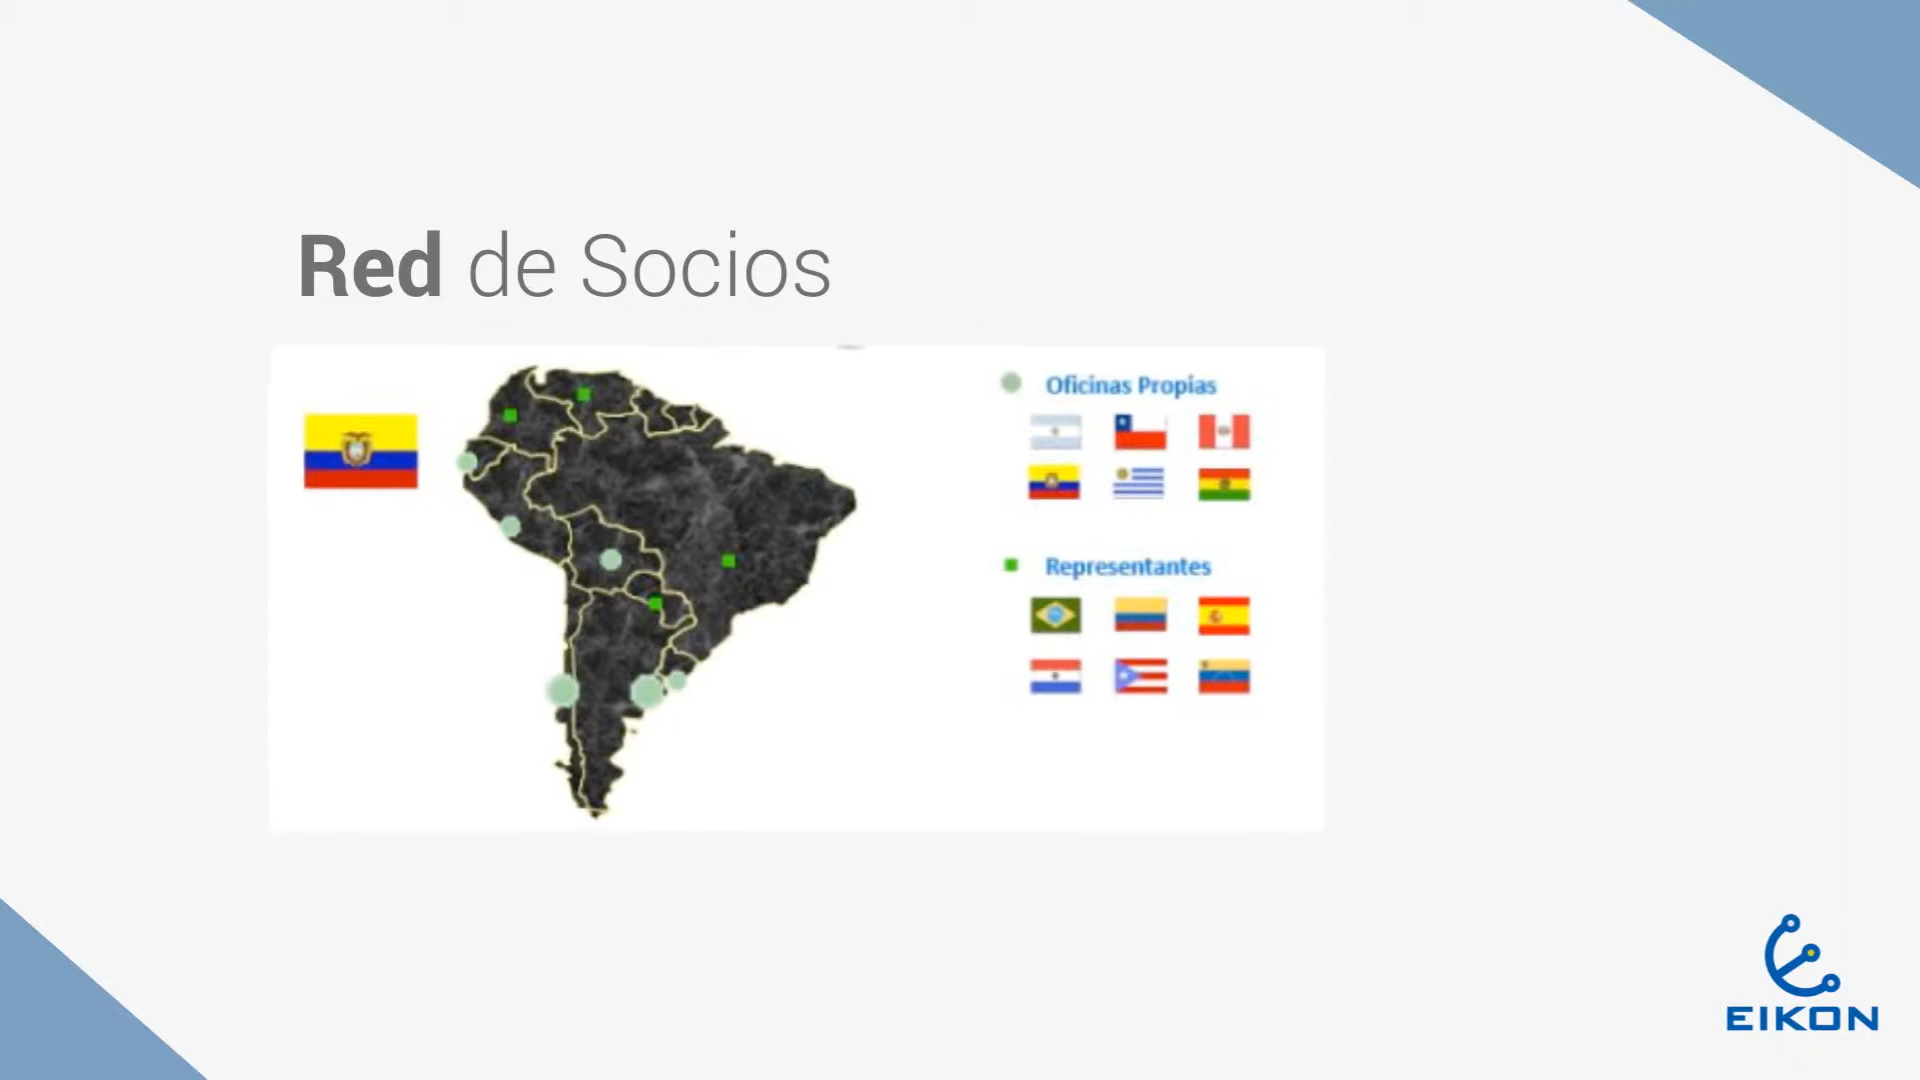 Red de Socios
Oficinas Propias
Representantes
EIKON